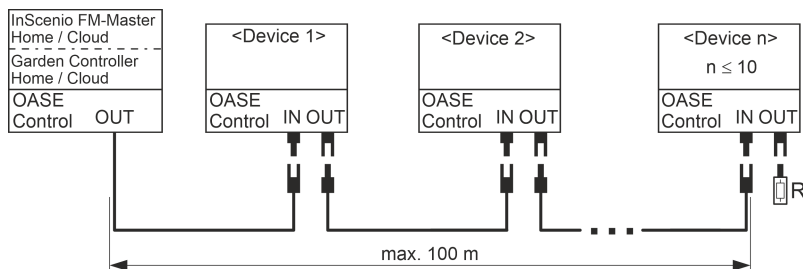 InScenio FM-Master
Home / Cloud
Garden Controller
Home / Cloud
OASE
Control OUT
<Device 1>
OASE
Control IN OUT
<Device 2>
OASE
Control IN OUT
<Device n>
n ≤ 10
OASE
Control IN OUT
R
max. 100 m